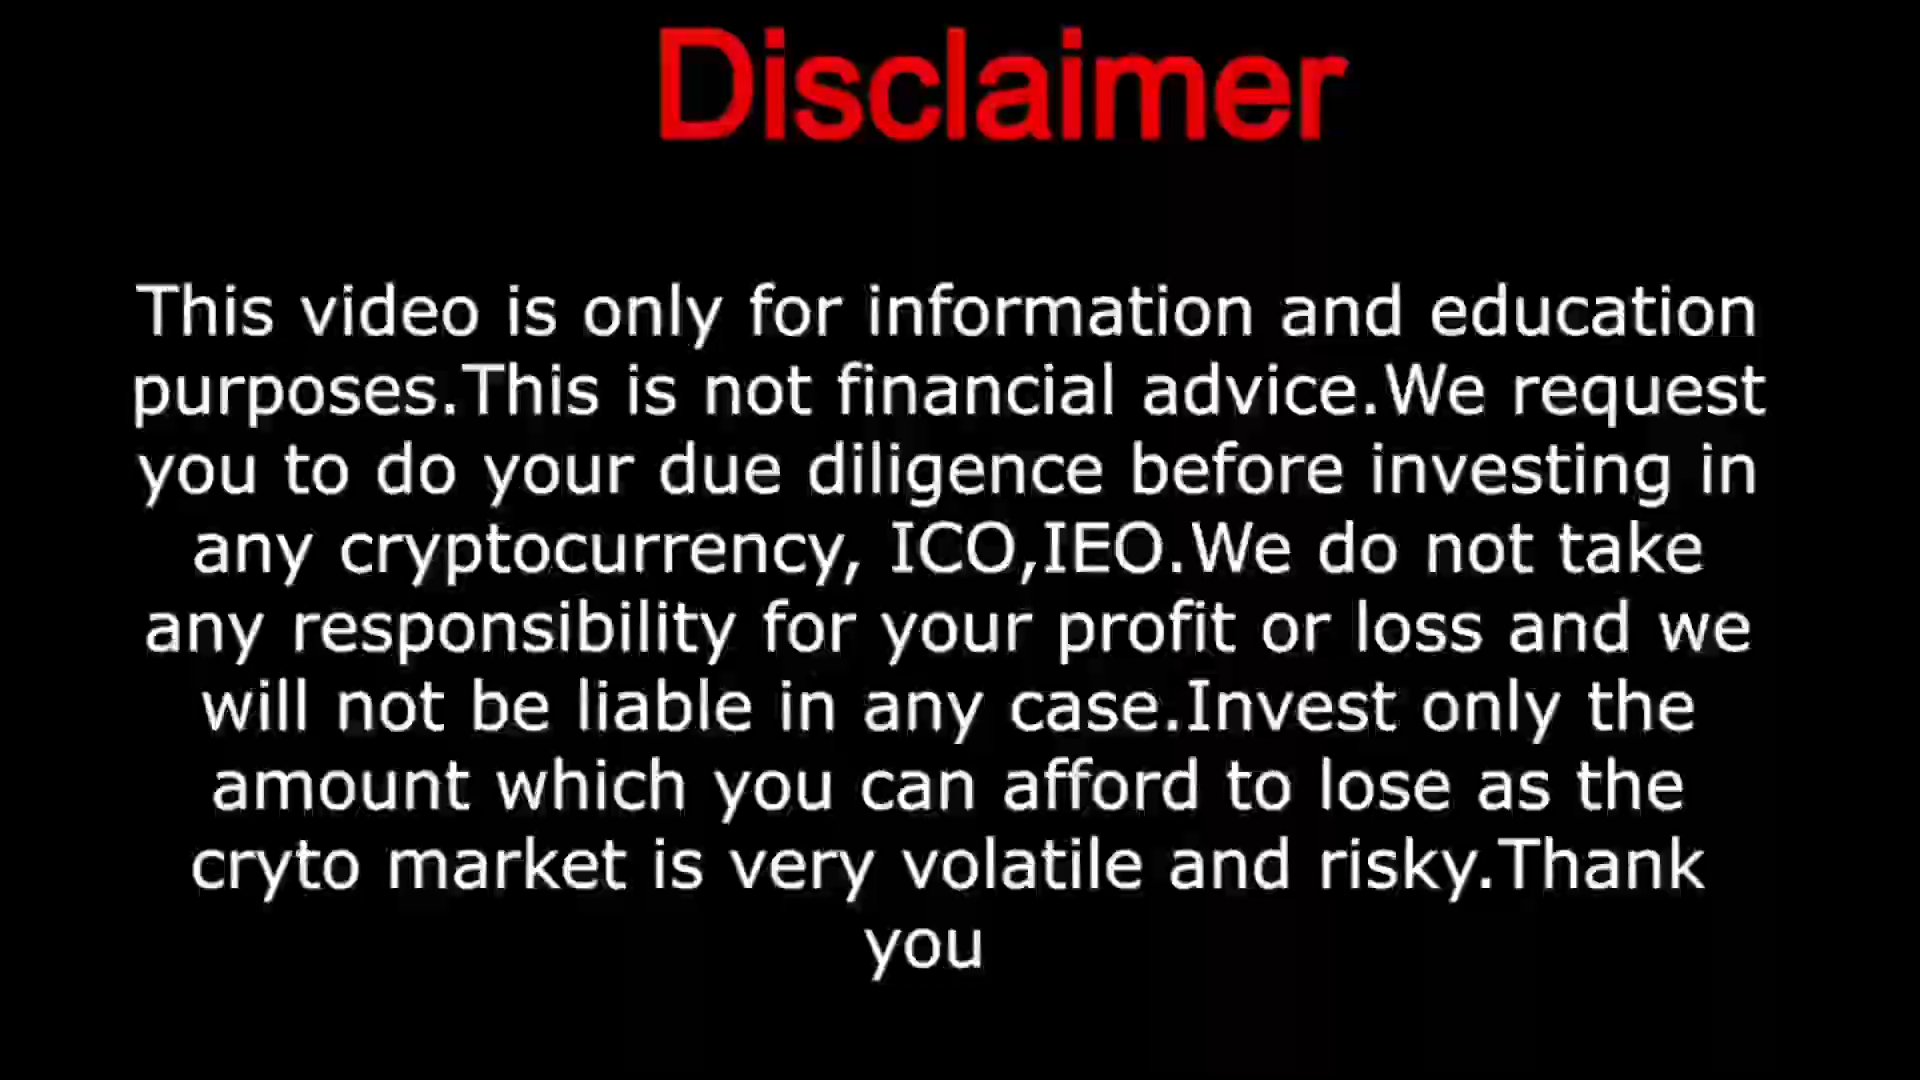 Disclaimer
This video is only for information and education
purposes.This is not financial advice.We request
you to do your due diligence before investing in
any cryptocurrency, ICO,IEO.We do not take
any responsibility for your profit or loss and we
will not be liable in any case.Invest only the
amount which you can afford to lose as the
cryto market is very volatile and risky.Thank
you